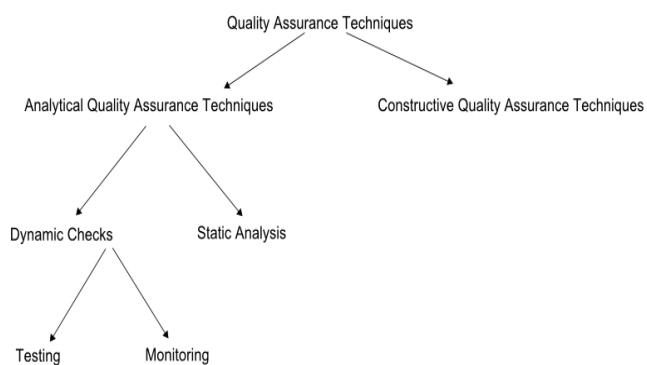 Quality Assurance Techniques
Analytical Quality Assurance Techniques
Constructive Quality Assurance Techniques
Dynamic Checks
Static Analysis
Testing
Monitoring